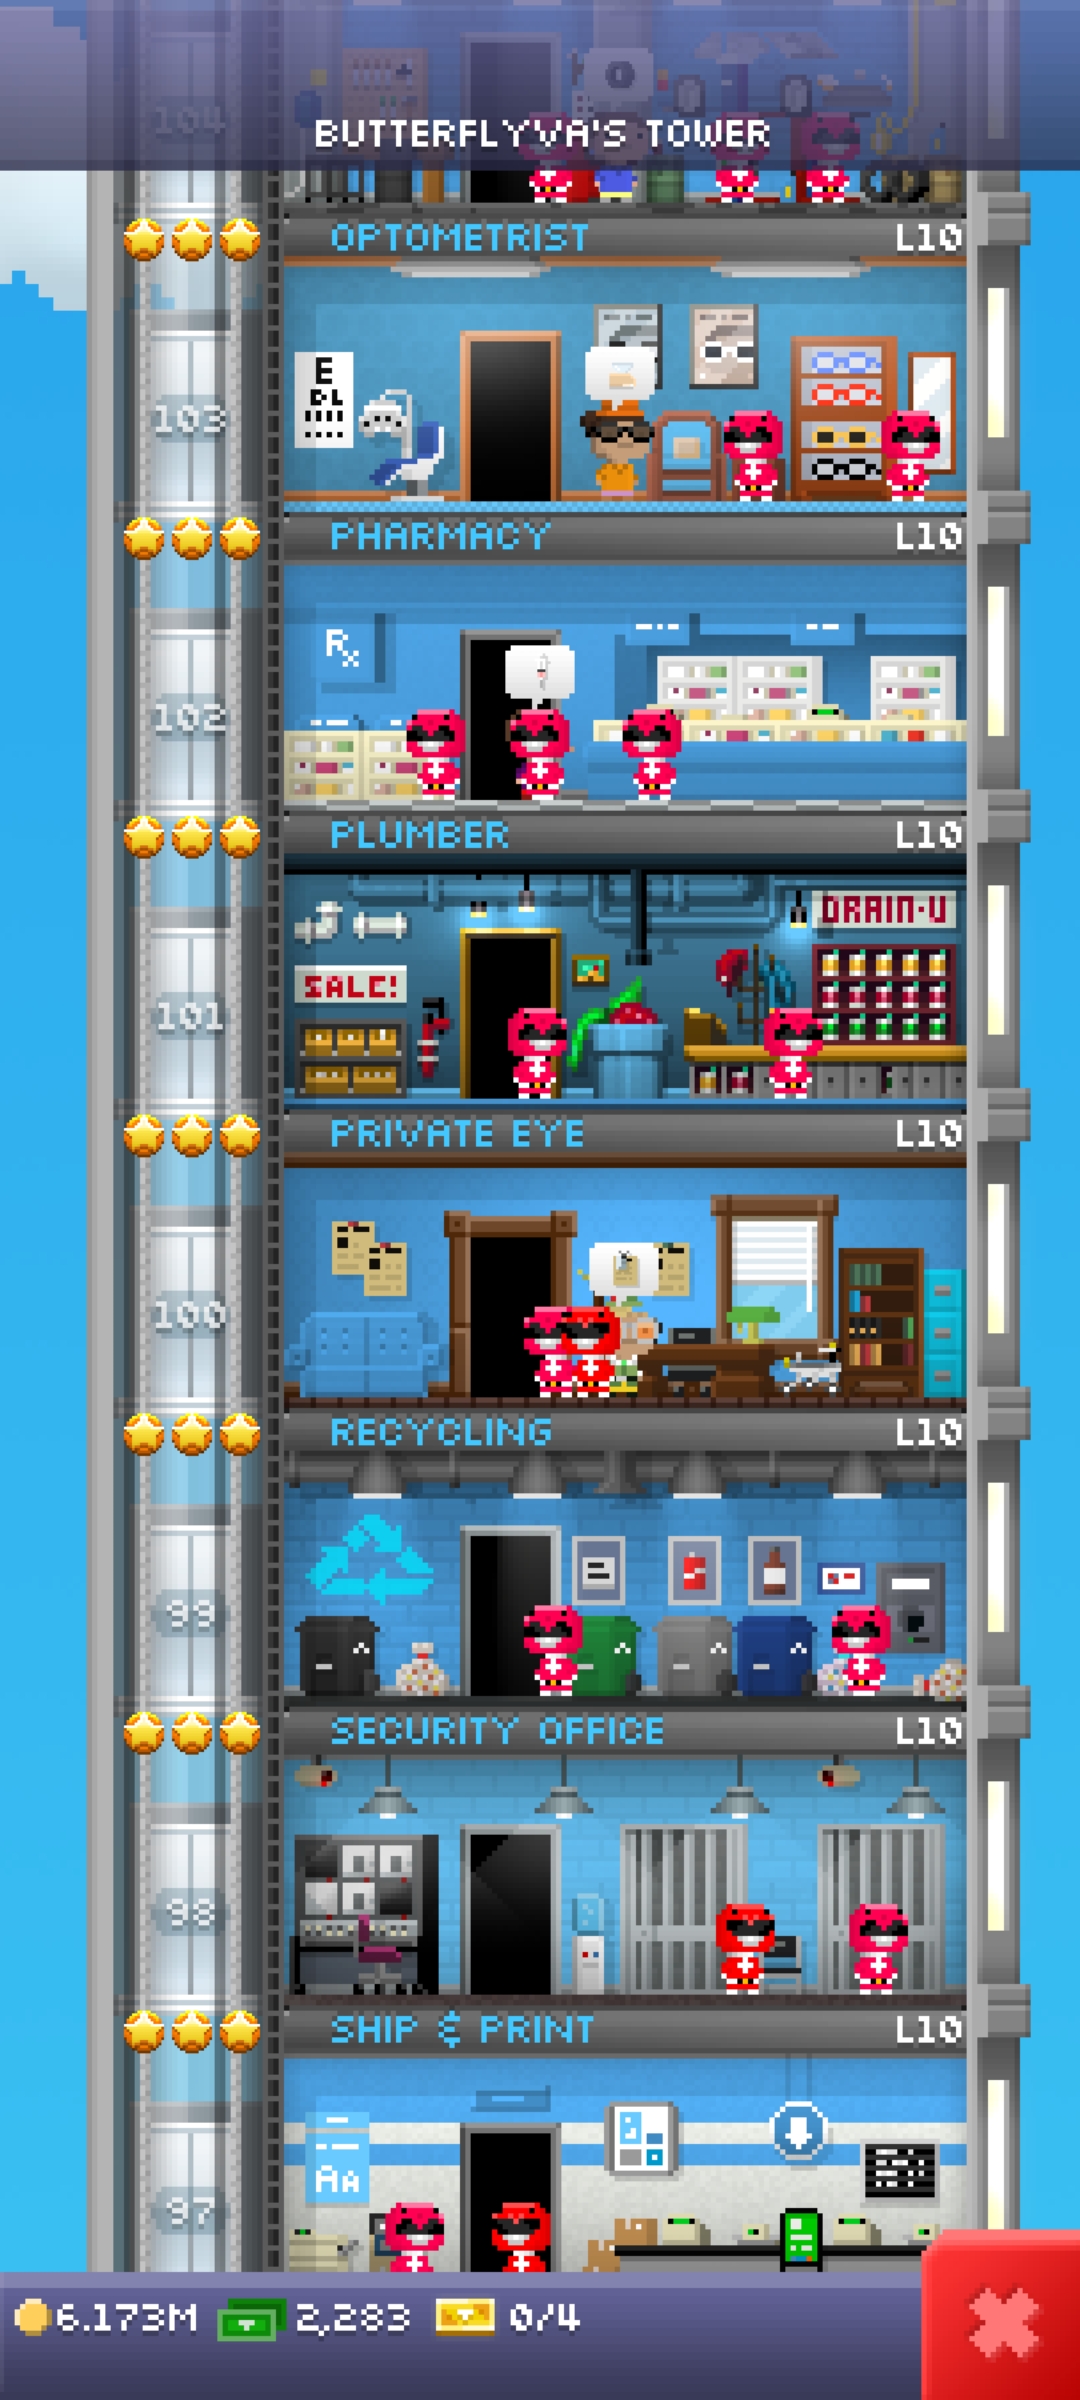 104
BUTTERFLYVA'S TOWER
OPTOMETRIST L10
E
DL
103
PHARMACY L10
Rx
102
PLUMBER L10
DRAIN-U
SALE!
101
PRIVATE EYE L10
100
RECYCLING L10
99
SECURITY OFFICE L10
98
SHIP & PRINT L10
AA
97
6.173M 2,283 0/4